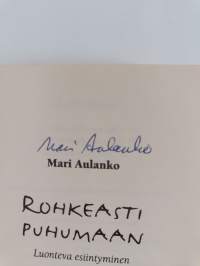 Mari Aulanko
Mari Aulanko
ROHKEASTI
PUHUMAAN
Luonteva esiintyminen